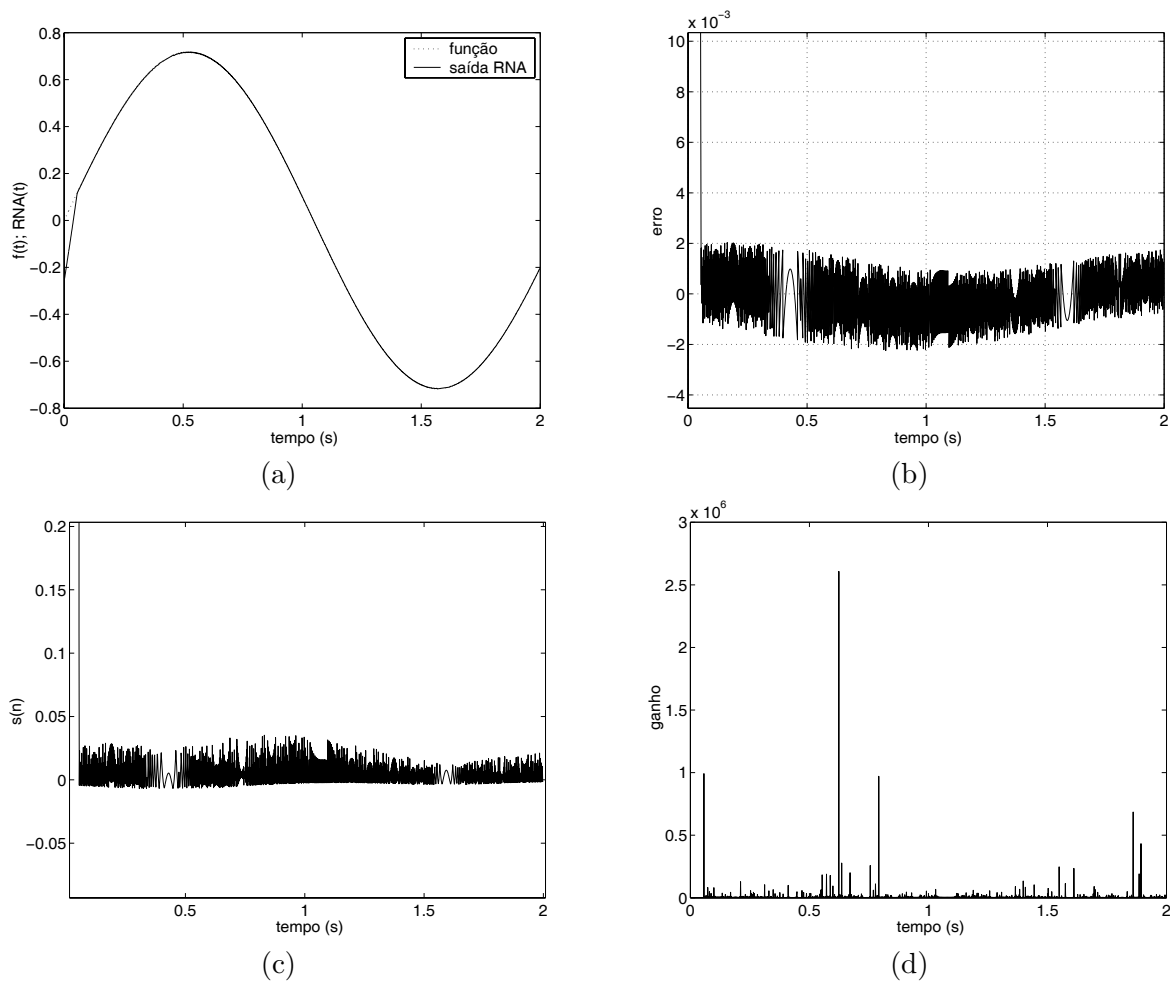 0.8
0.6
0.4
0.2
0
−0.2
−0.4
−0.6
−0.8
f(t); RNA(t)
função
saída RNA
0 0.5 1 1.5 2
tempo (s)
(a)
x 10−3
10
8
6
4
2
0
−2
−4
erro
0 0.5 1 1.5 2
tempo (s)
(b)
0.2
0.15
0.1
0.05
0
−0.05
s(n)
0.5 1 1.5 2
tempo (s)
(c)
x 10 6
3
2.5
2
1.5
1
0.5
0
ganho
0 0.5 1 1.5 2
tempo (s)
(d)